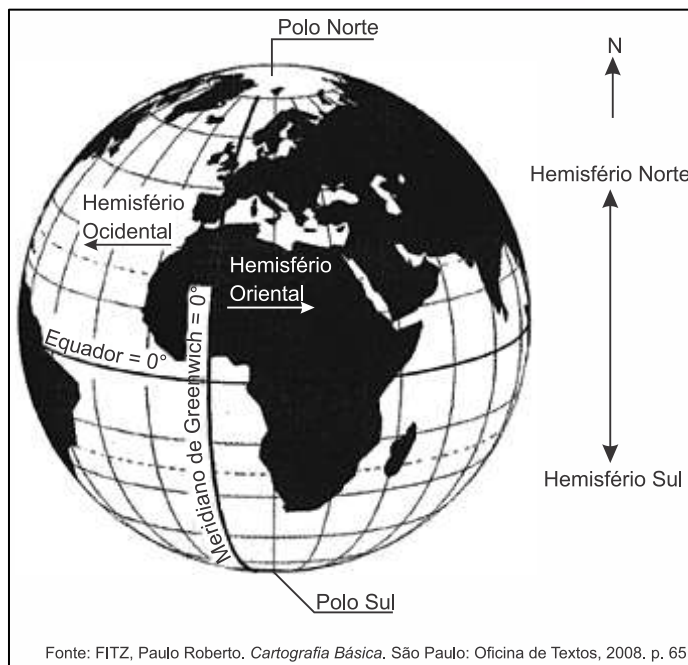 Polo Norte
N
Hemisfério Norte
Hemisfério
Ocidental
Hemisfério
Oriental
Equador = 0°
Meridiano de Greenwich = 0°
Hemisfério Sul
Polo Sul
Fonte: FITZ, Paulo Roberto. Cartografia Básica. São Paulo: Oficina de Textos, 2008. p. 65